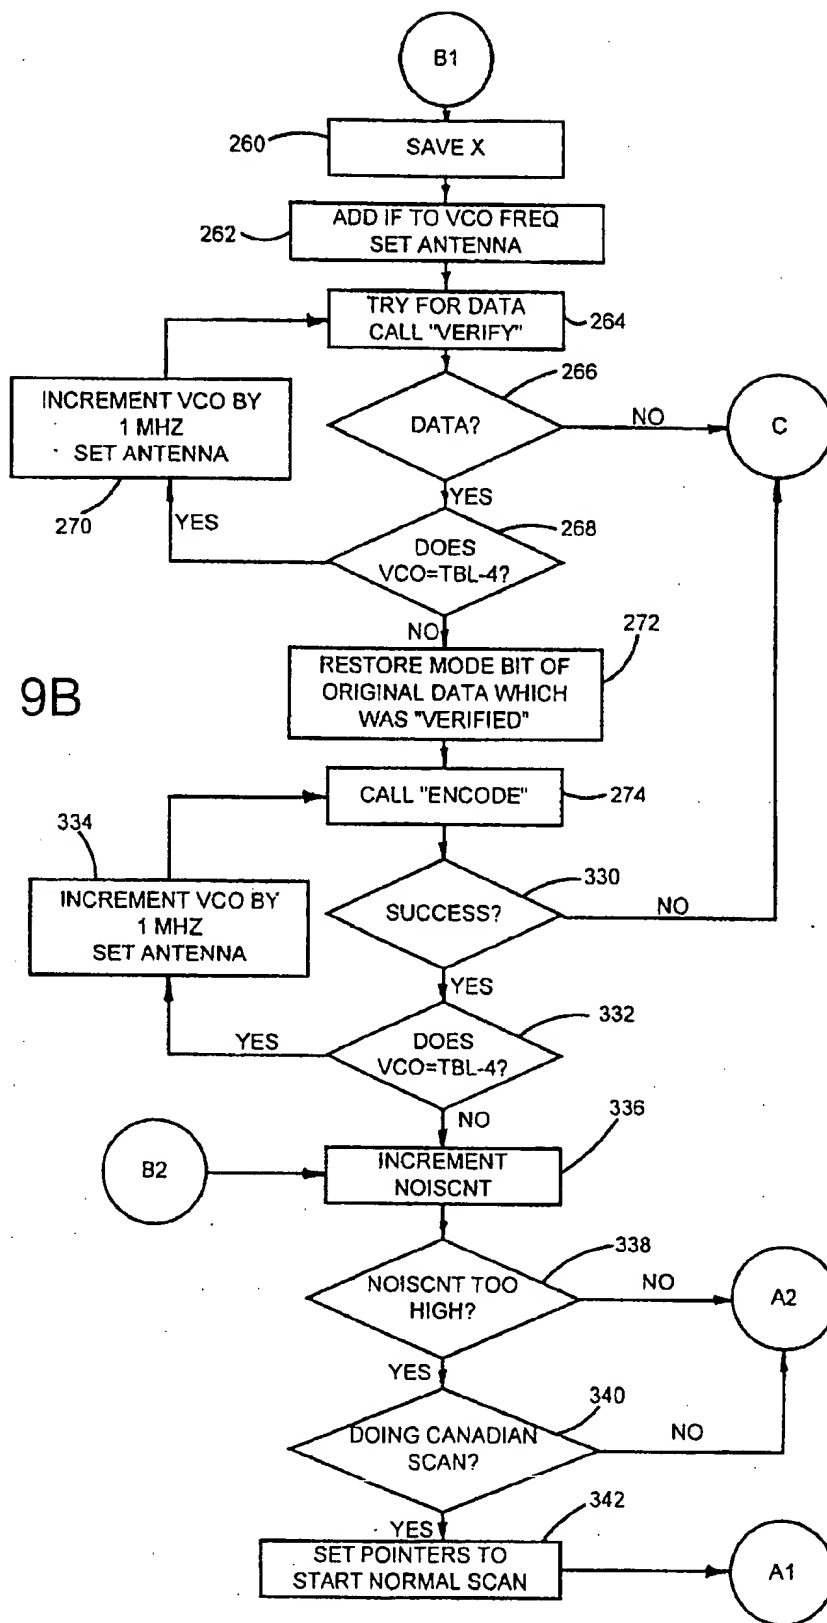 B1
260
SAVE X
262
ADD IF TO VCO FREQ
SET ANTENNA
TRY FOR DATA
CALL "VERIFY"
264
266
INCREMENT VCO BY
1 MHZ
SET ANTENNA
DATA?
NO
C
270
YES
YES
268
DOES
VCO=TBL-4?
NO
272
RESTORE MODE BIT OF
ORIGINAL DATA WHICH
WAS "VERIFIED"
9B
CALL "ENCODE"
274
334
330
INCREMENT VCO BY
1 MHZ
SET ANTENNA
SUCCESS?
NO
YES
332
YES
DOES
VCO=TBL-4?
NO
336
B2
INCREMENT
NOISCNT
338
NOISCNT TOO
HIGH?
NO
A2
YES
340
DOING CANADIAN
SCAN?
NO
342
YES
SET POINTERS TO
START NORMAL SCAN
A1